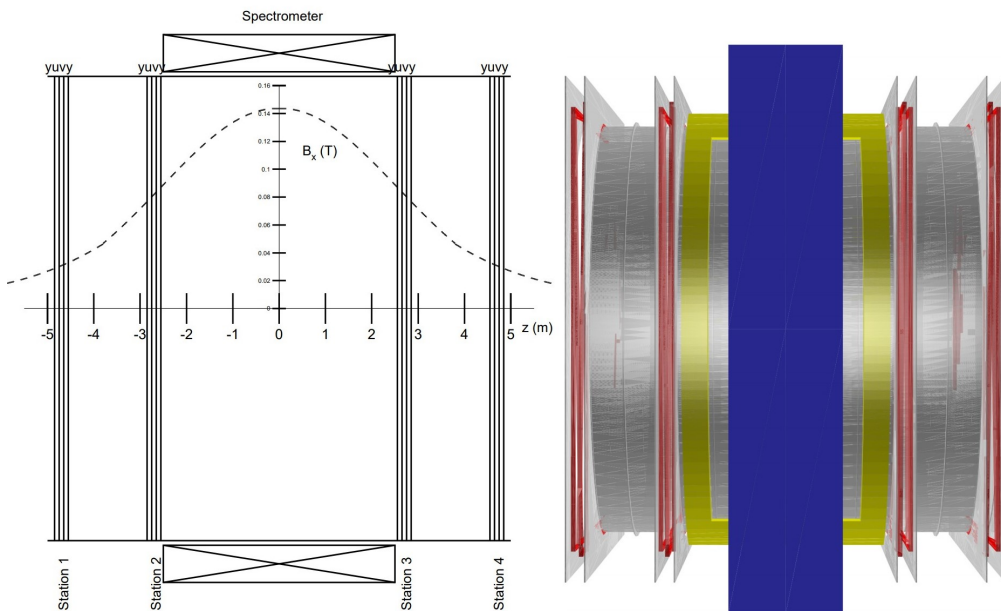 Spectrometer
yuvy yuvy yuvy yuvy
0.16
0.14
B_x (T)
0.12
0.1
0.08
0.06
0.04
0.02
0
-5 -4 -3 -2 -1 0 1 2 3 4 5 z (m)
Station 1
Station 2
Station 3
Station 4